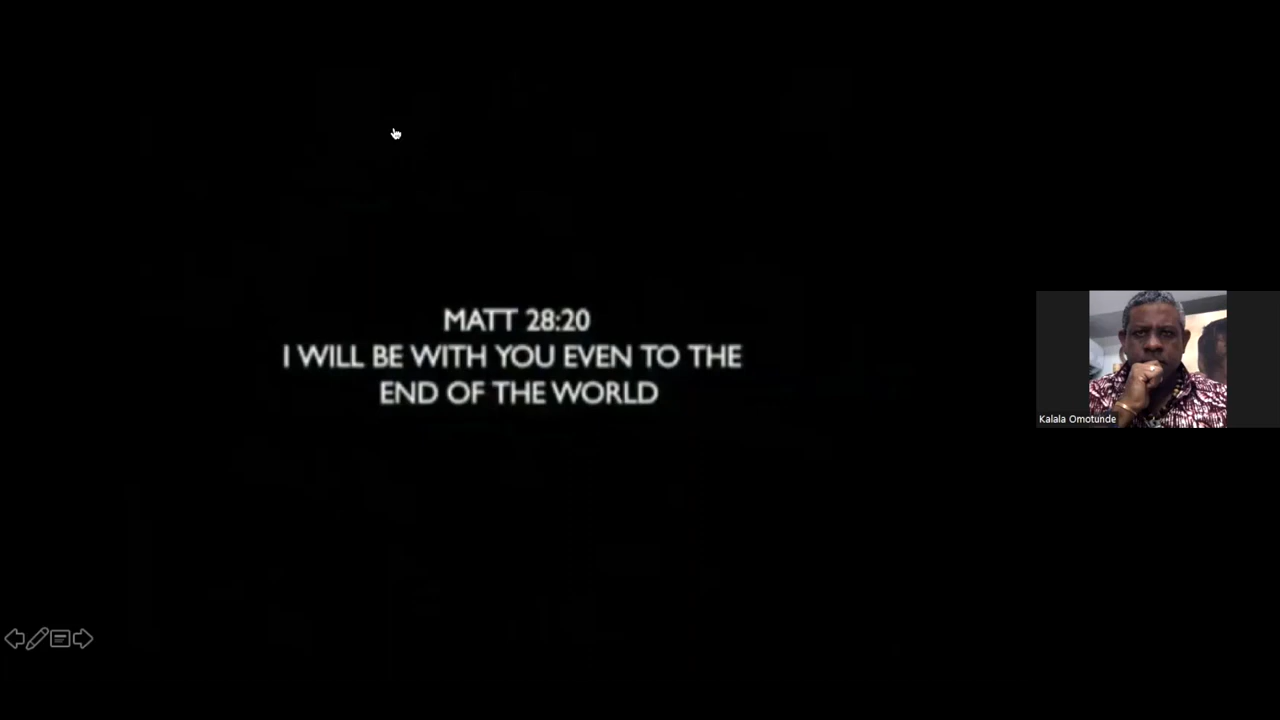 MATT 28:20
I WILL BE WITH YOU EVEN TO THE
END OF THE WORLD
Kalala Omotunde